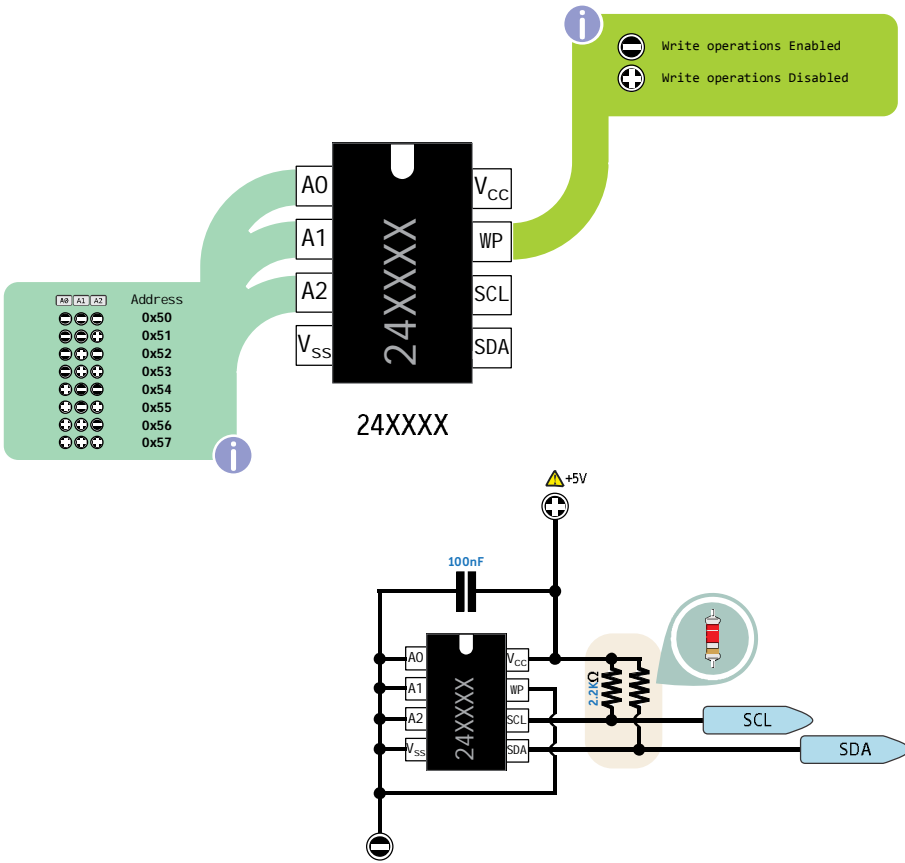 Write operations Enabled
Write operations Disabled
A0
A1
A2
VSS
24XXXX
VCC
WP
SCL
SDA
A0 A1 A2 Address
0x50
0x51
0x52
0x53
0x54
0x55
0x56
0x57
i
i
24XXXX
+5V
100nF
A0
A1
A2
VSS
24XXXX
VCC
WP
SCL
SDA
2.2KΩ
SCL
SDA